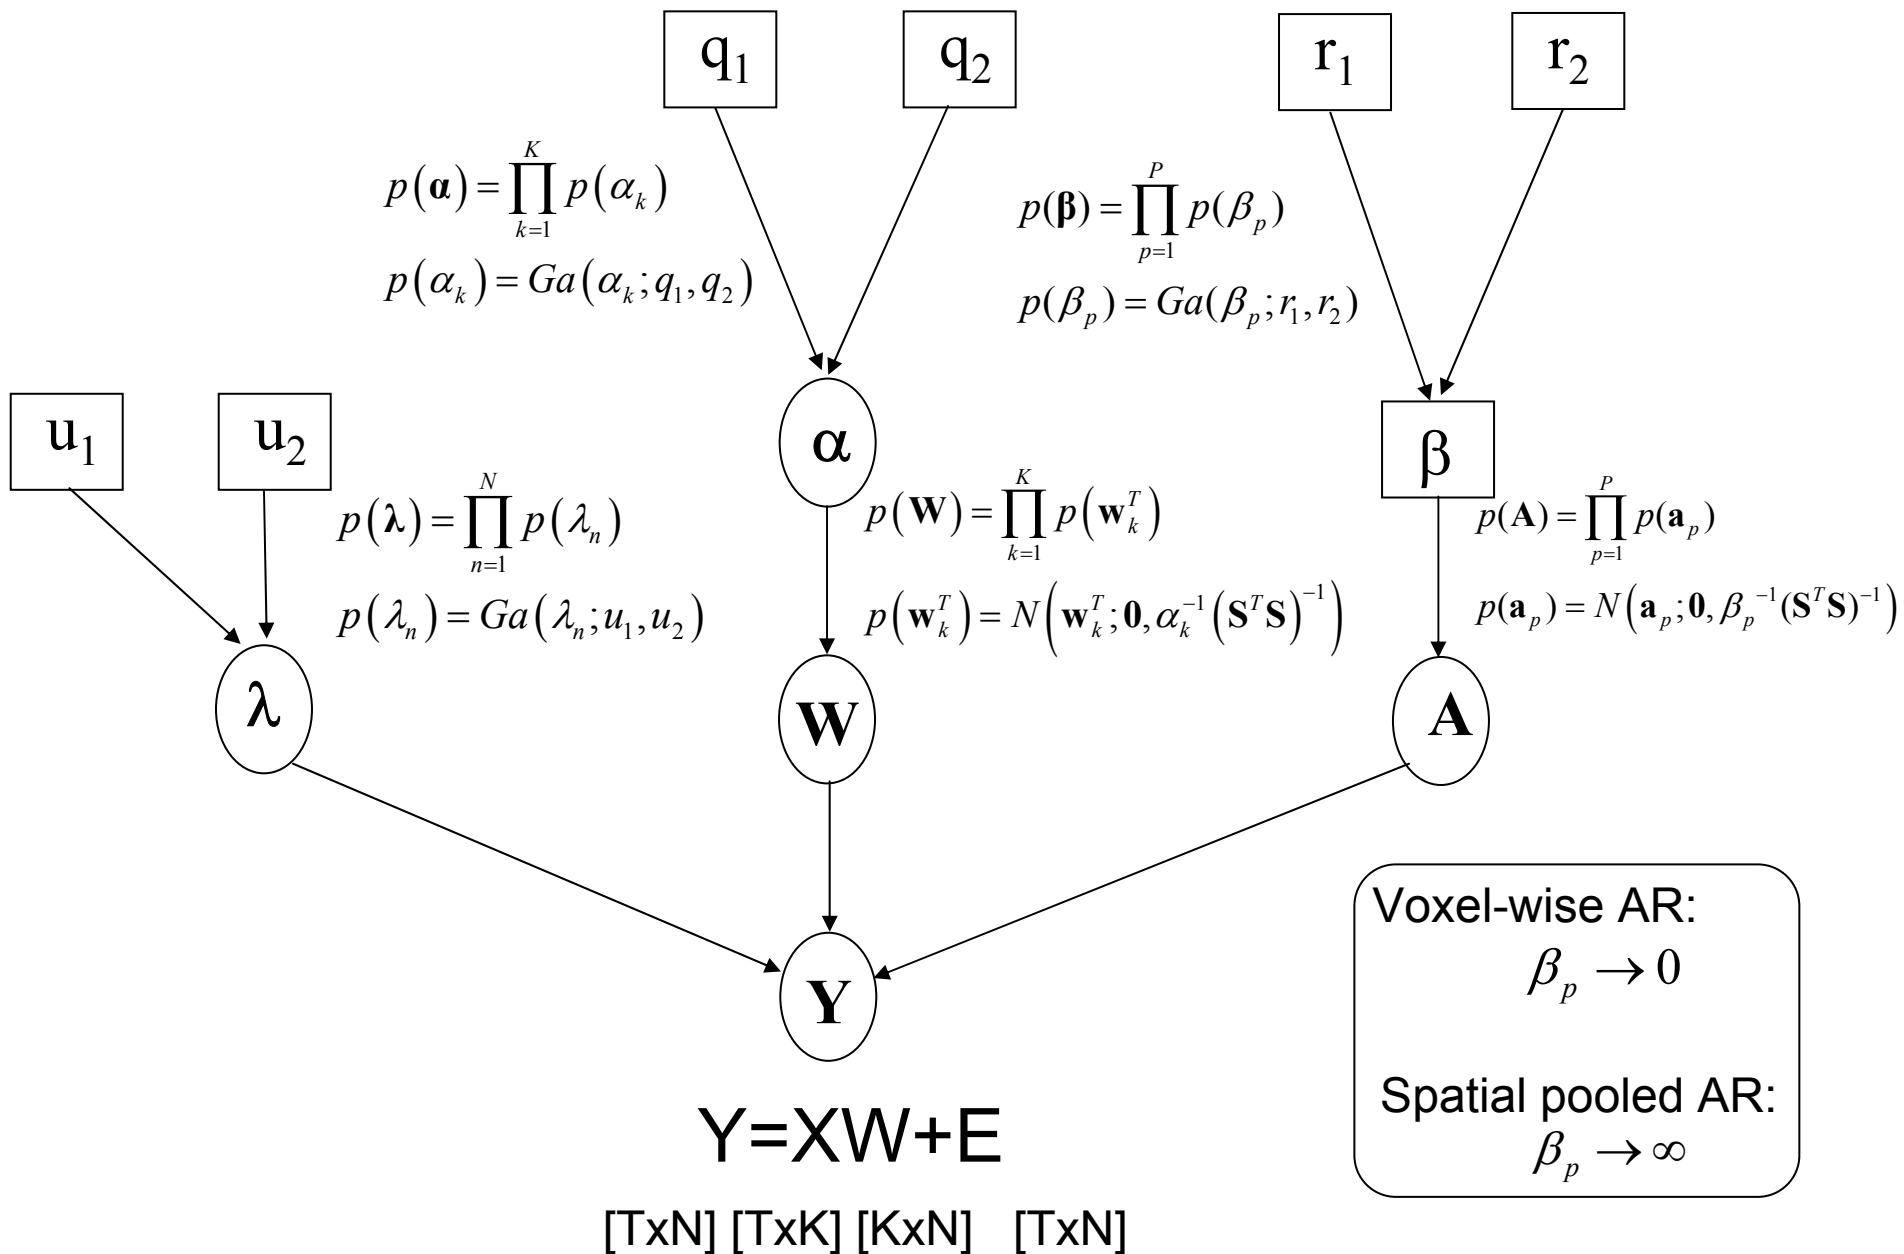 q₁ q₂ r₁ r₂
p(𝛂) = ∏_{k=1}^{K} p(α_k)
p(α_k) = Ga(α_k; q₁, q₂)
p(𝛃) = ∏_{p=1}^{P} p(β_p)
p(β_p) = Ga(β_p; r₁, r₂)
u₁ u₂ α β
p(𝛌) = ∏_{n=1}^{N} p(λ_n)
p(λ_n) = Ga(λ_n; u₁, u₂)
p(𝐖) = ∏_{k=1}^{K} p(𝐰_k^T)
p(𝐰_k^T) = N(𝐰_k^T; 𝟎, α_k^{-1}(𝐒^T𝐒)^{-1})
p(𝐀) = ∏_{p=1}^{P} p(𝐚_p)
p(𝐚_p) = N(𝐚_p; 𝟎, β_p^{-1}(𝐒^T𝐒)^{-1})
λ W A
Y
Voxel-wise AR:
β_p → 0
Spatial pooled AR:
β_p → ∞
Y=XW+E
[TxN] [TxK] [KxN] [TxN]